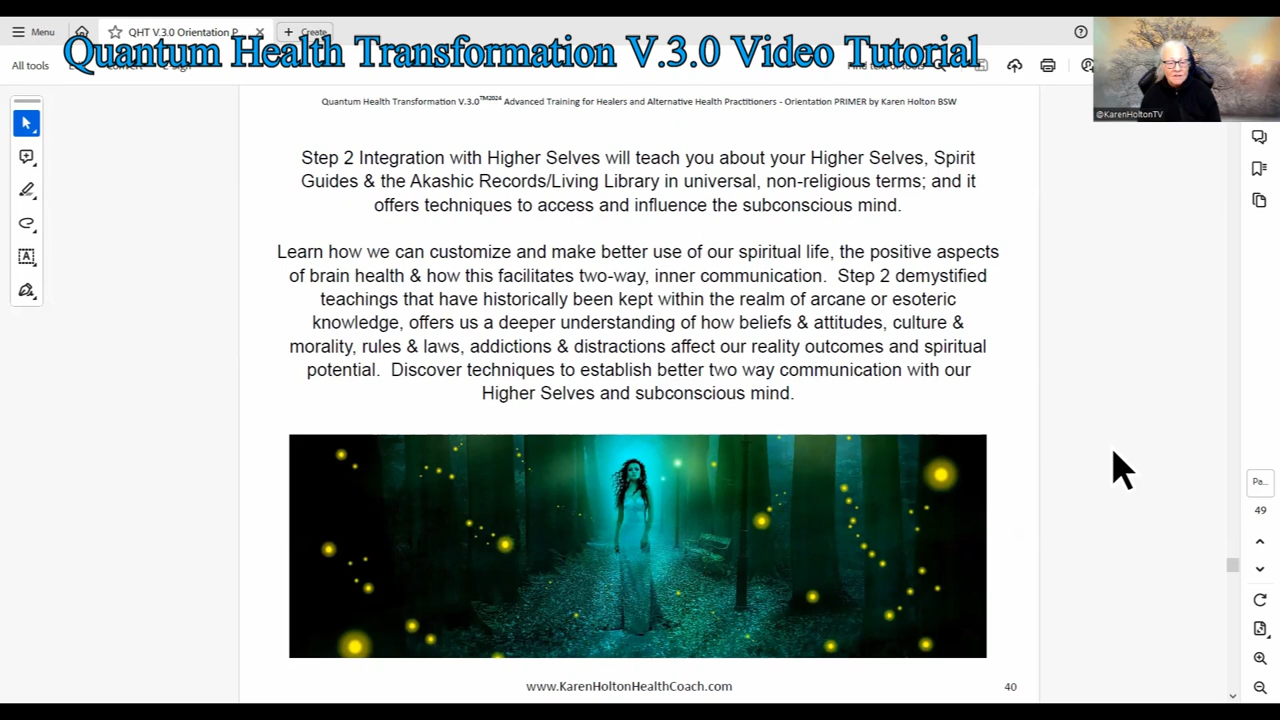 Menu
QHT V.3.0 Orientation P
Create
Quantum Health Transformation V.3.0 Video Tutorial
All tools
@KarenHoltonTV
Quantum Health Transformation V.3.0™2024 Advanced Training for Healers and Alternative Health Practitioners - Orientation PRIMER by Karen Holton BSW
Step 2 Integration with Higher Selves will teach you about your Higher Selves, Spirit
Guides & the Akashic Records/Living Library in universal, non-religious terms; and it
offers techniques to access and influence the subconscious mind.
Learn how we can customize and make better use of our spiritual life, the positive aspects
of brain health & how this facilitates two-way, inner communication.  Step 2 demystified
teachings that have historically been kept within the realm of arcane or esoteric
knowledge, offers us a deeper understanding of how beliefs & attitudes, culture &
morality, rules & laws, addictions & distractions affect our reality outcomes and spiritual
potential.  Discover techniques to establish better two way communication with our
Higher Selves and subconscious mind.
Pa...
49
www.KarenHoltonHealthCoach.com
40